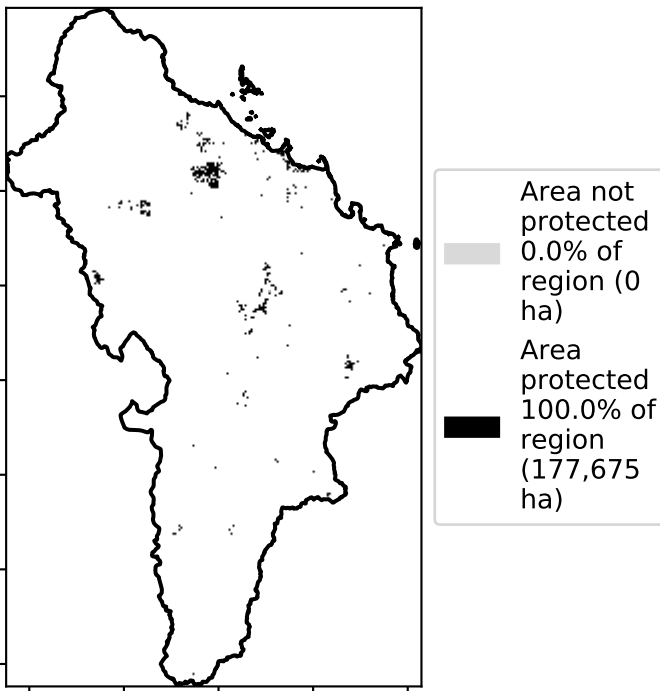 Area not
protected
0.0% of
region (0
ha)
Area
protected
100.0% of
region
(177,675
ha)